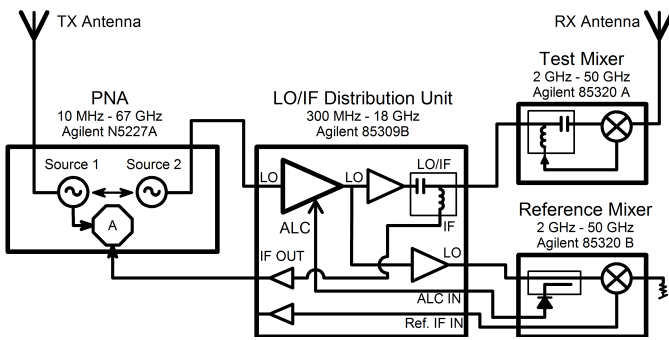 TX Antenna
RX Antenna
PNA
10 MHz - 67 GHz
Agilent N5227A
Source 1
Source 2
A
LO/IF Distribution Unit
300 MHz - 18 GHz
Agilent 85309B
LO
LO
LO/IF
ALC
IF
IF OUT
LO
ALC IN
Ref. IF IN
Test Mixer
2 GHz - 50 GHz
Agilent 85320 A
Reference Mixer
2 GHz - 50 GHz
Agilent 85320 B